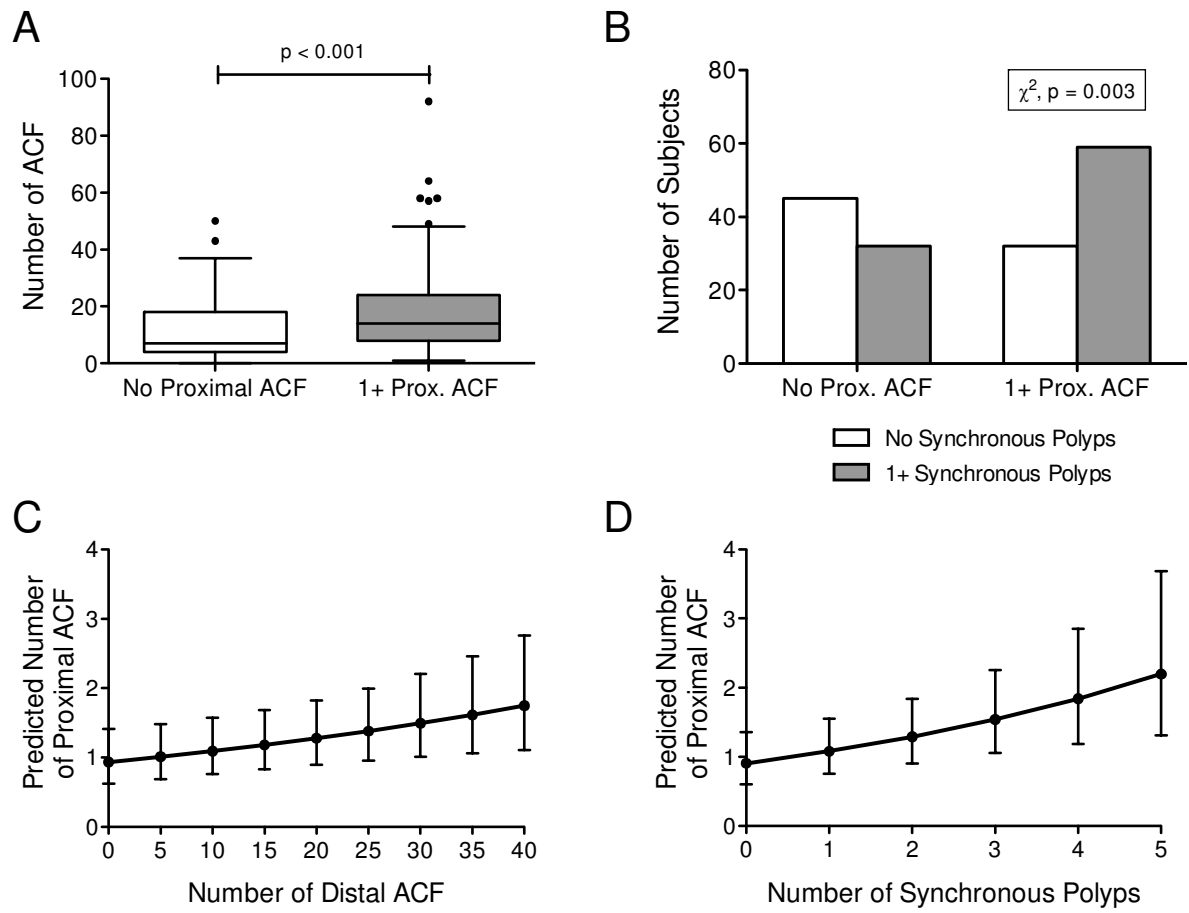 A
p < 0.001
Number of ACF
100
80
60
40
20
0
No Proximal ACF
1+ Prox. ACF
B
χ², p = 0.003
Number of Subjects
80
60
40
20
0
No Prox. ACF
1+ Prox. ACF
No Synchronous Polyps
1+ Synchronous Polyps
C
Predicted Number
of Proximal ACF
4
3
2
1
0
0 5 10 15 20 25 30 35 40
Number of Distal ACF
D
Predicted Number
of Proximal ACF
4
3
2
1
0
0 1 2 3 4 5
Number of Synchronous Polyps